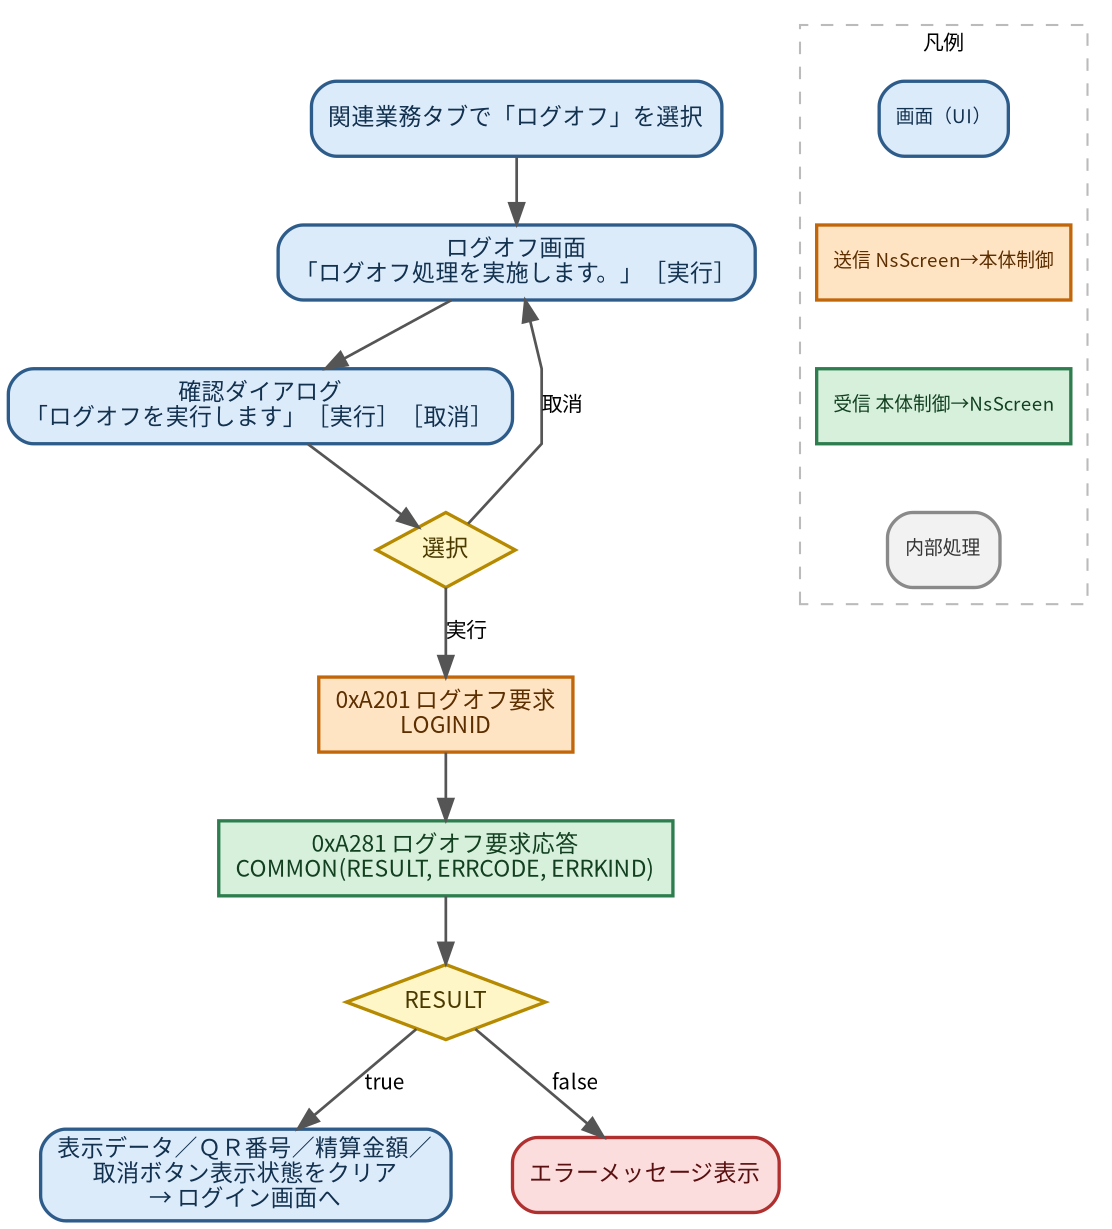 関連業務タブで「ログオフ」を選択
ログオフ画面
「ログオフ処理を実施します。」［実行］
確認ダイアログ
「ログオフを実行します」［実行］［取消］
取消
選択
実行
0xA201 ログオフ要求
LOGINID
0xA281 ログオフ要求応答
COMMON(RESULT, ERRCODE, ERRKIND)
RESULT
true
false
表示データ／ＱＲ番号／精算金額／
取消ボタン表示状態をクリア
→ ログイン画面へ
エラーメッセージ表示
凡例
画面（UI）
送信 NsScreen→本体制御
受信 本体制御→NsScreen
内部処理